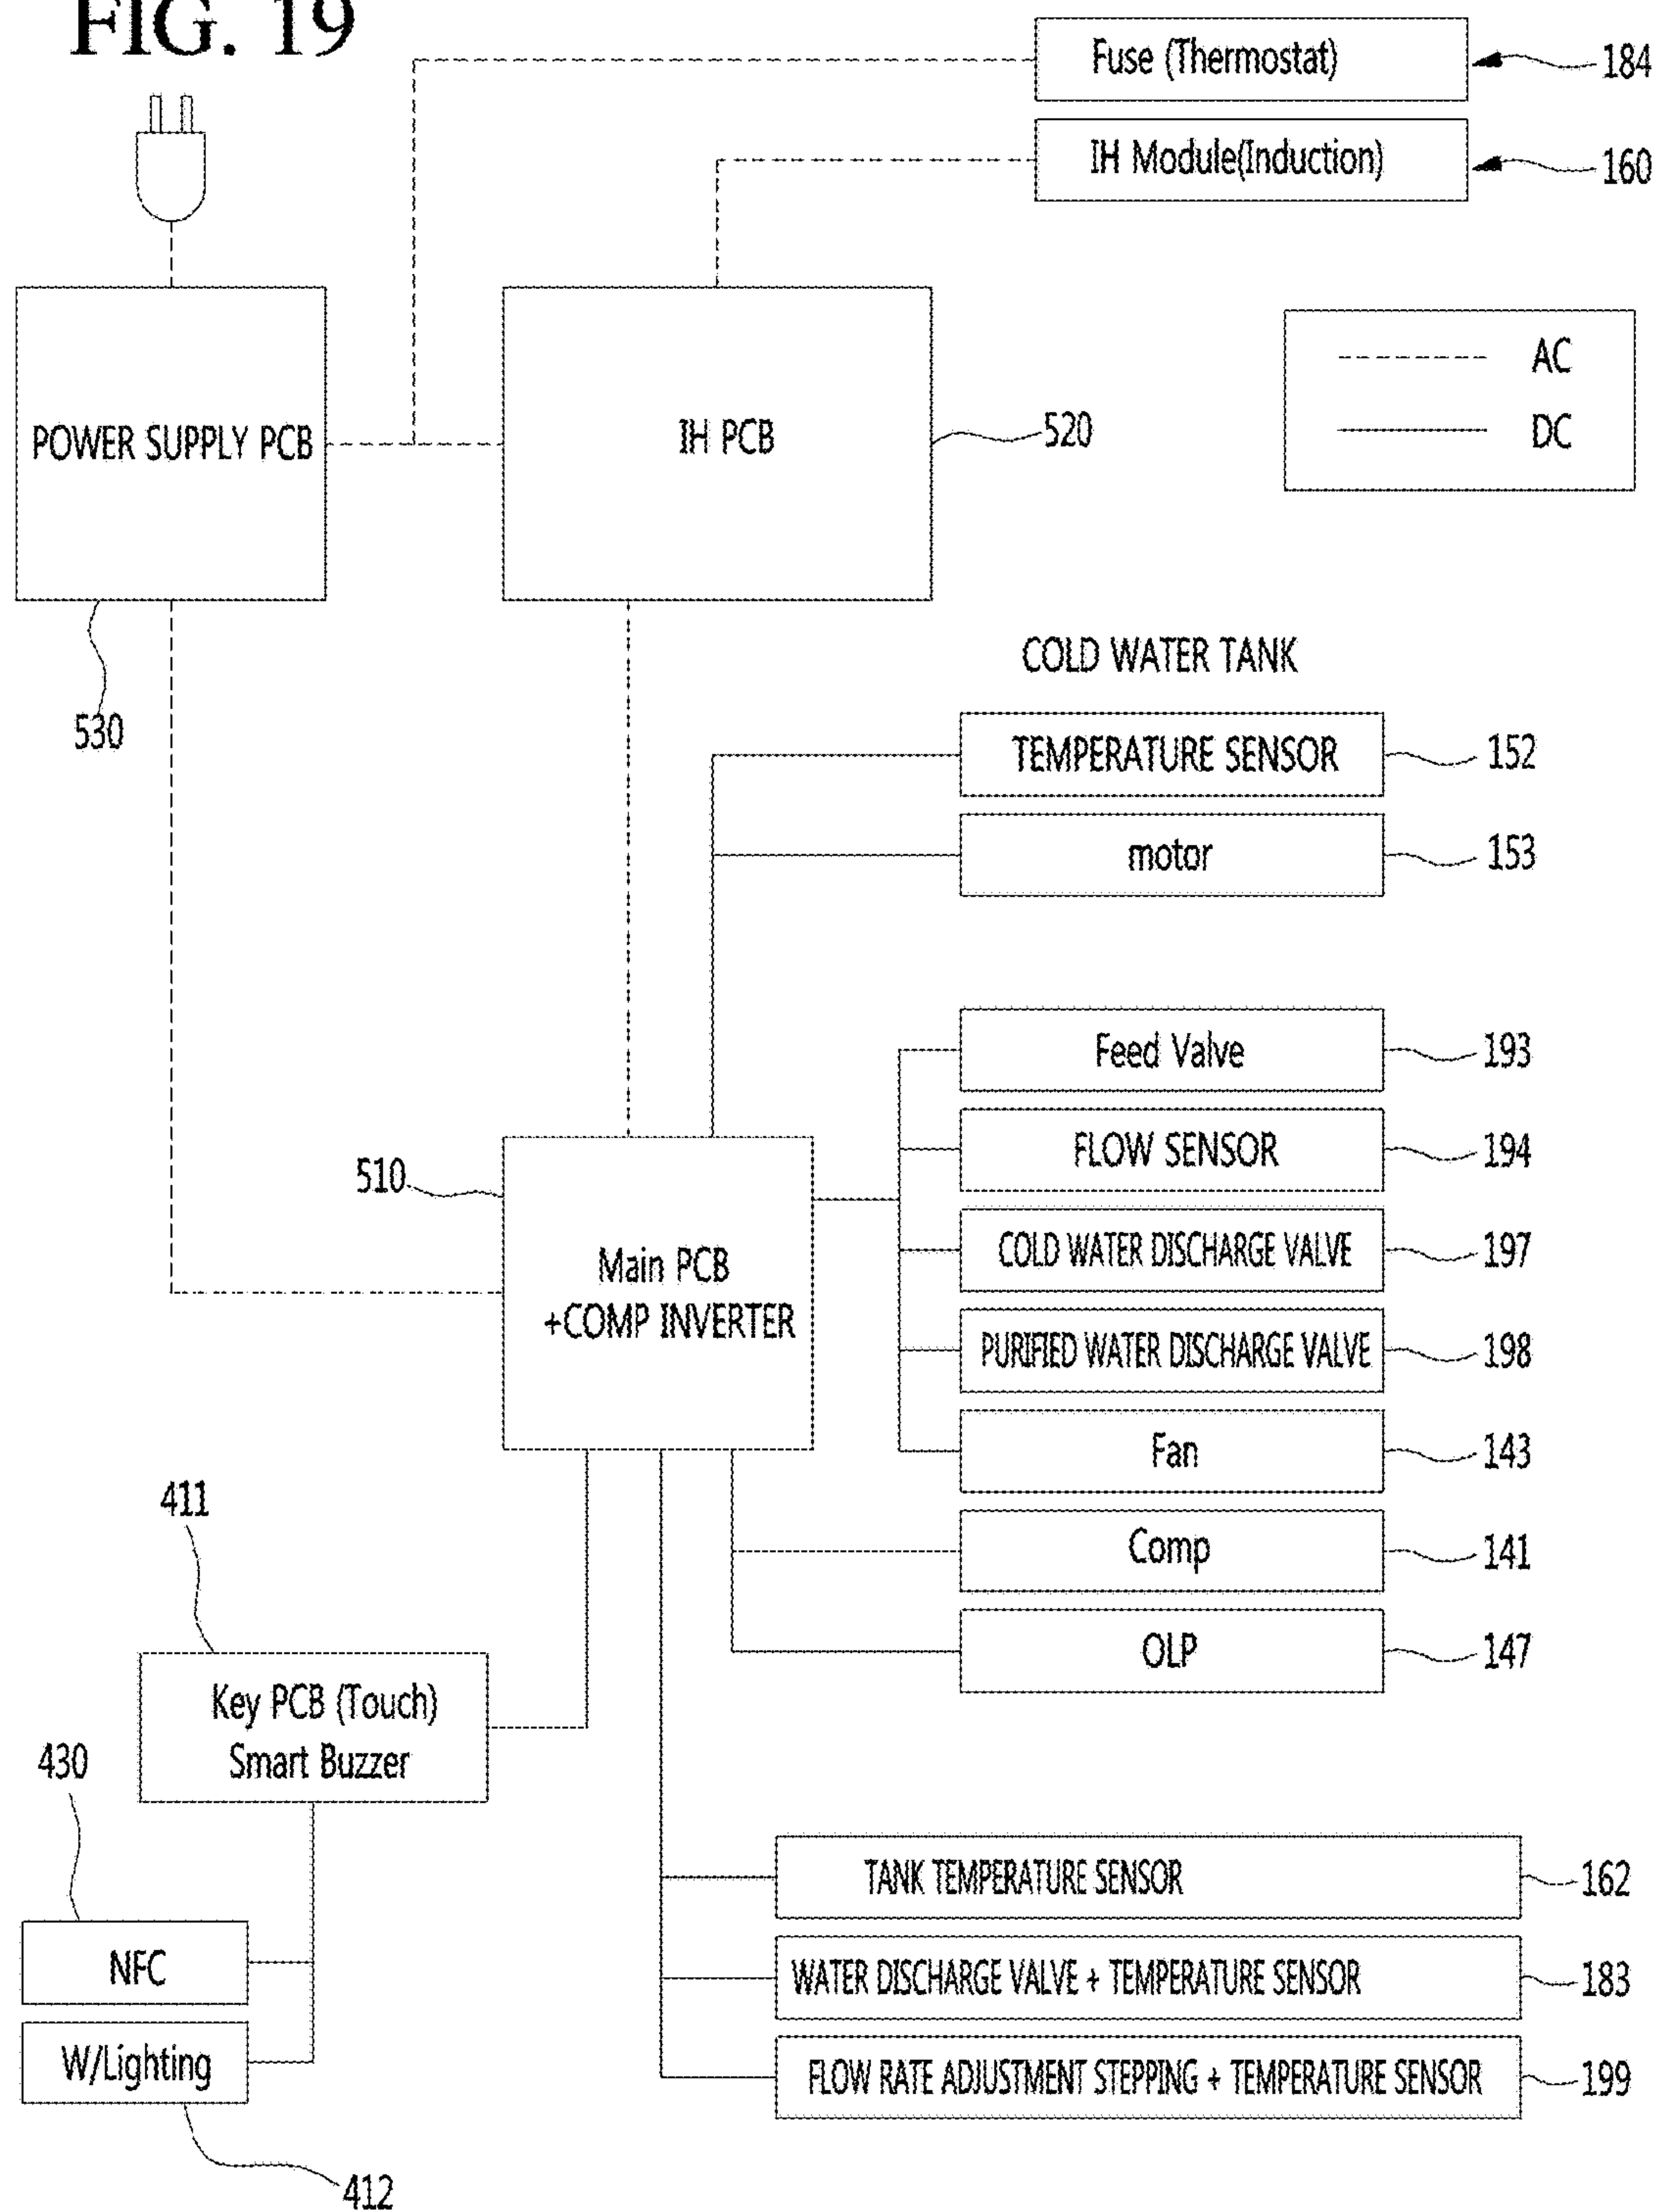 FIG. 19
Fuse (Thermostat)
184
IH Module(Induction)
160
AC
DC
POWER SUPPLY PCB
IH PCB
520
530
COLD WATER TANK
TEMPERATURE SENSOR
152
motor
153
Feed Valve
193
FLOW SENSOR
194
510
COLD WATER DISCHARGE VALVE
197
Main PCB
+COMP INVERTER
PURIFIED WATER DISCHARGE VALVE
198
Fan
143
411
Comp
141
OLP
147
Key PCB (Touch)
Smart Buzzer
430
TANK TEMPERATURE SENSOR
162
NFC
WATER DISCHARGE VALVE + TEMPERATURE SENSOR
183
W/Lighting
FLOW RATE ADJUSTMENT STEPPING + TEMPERATURE SENSOR
199
412